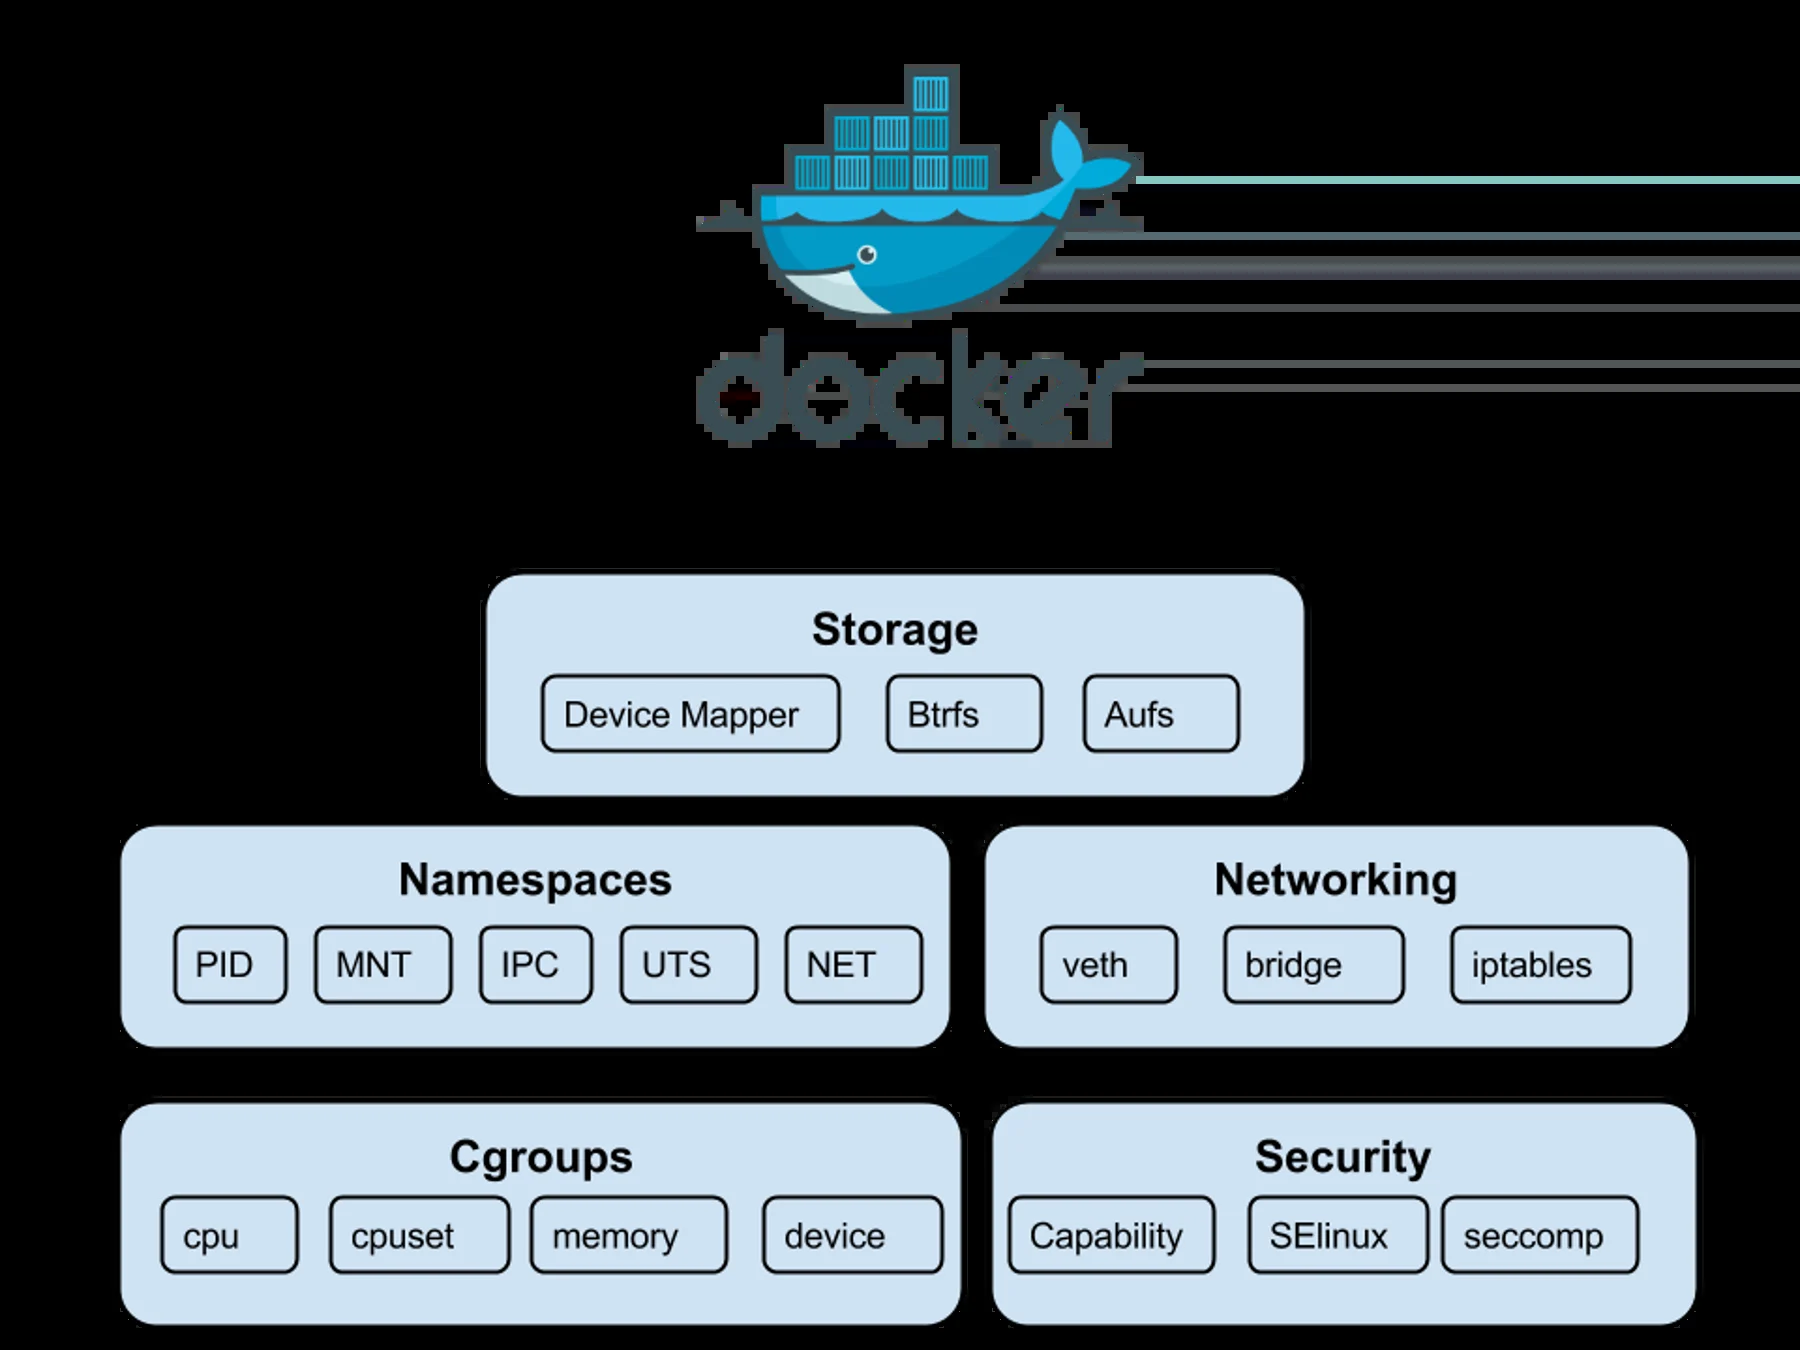 docker
Storage
Device Mapper Btrfs Aufs
Namespaces
PID MNT IPC UTS NET
Networking
veth bridge iptables
Cgroups
cpu cpuset memory device
Security
Capability SElinux seccomp